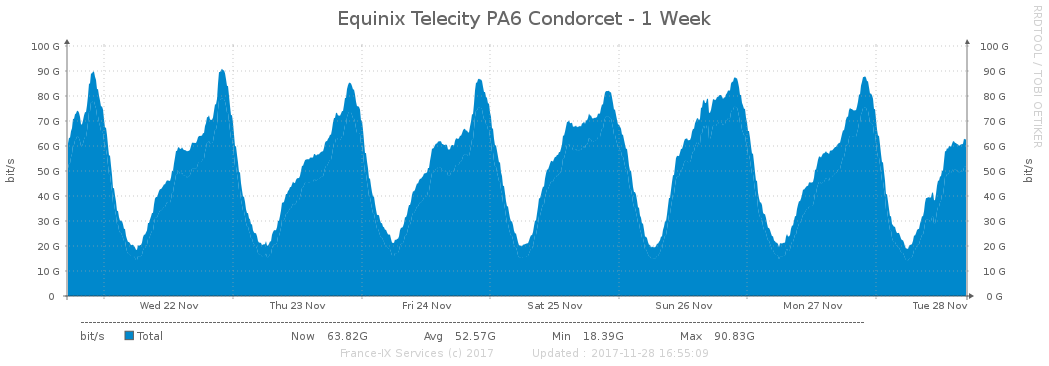 Equinix Telecity PA6 Condorcet - 1 Week
RRDTOOL / TOBI OETIKER
100 G 100 G
90 G 90 G
80 G 80 G
70 G 70 G
60 G 60 G
50 G 50 G
40 G 40 G
30 G 30 G
20 G 20 G
10 G 10 G
0 0 G
bit/s bit/s
Wed 22 Nov Thu 23 Nov Fri 24 Nov Sat 25 Nov Sun 26 Nov Mon 27 Nov Tue 28 Nov
bit/s Total Now 63.82G Avg 52.57G Min 18.39G Max 90.83G
France-IX Services (c) 2017 Updated : 2017-11-28 16:55:09